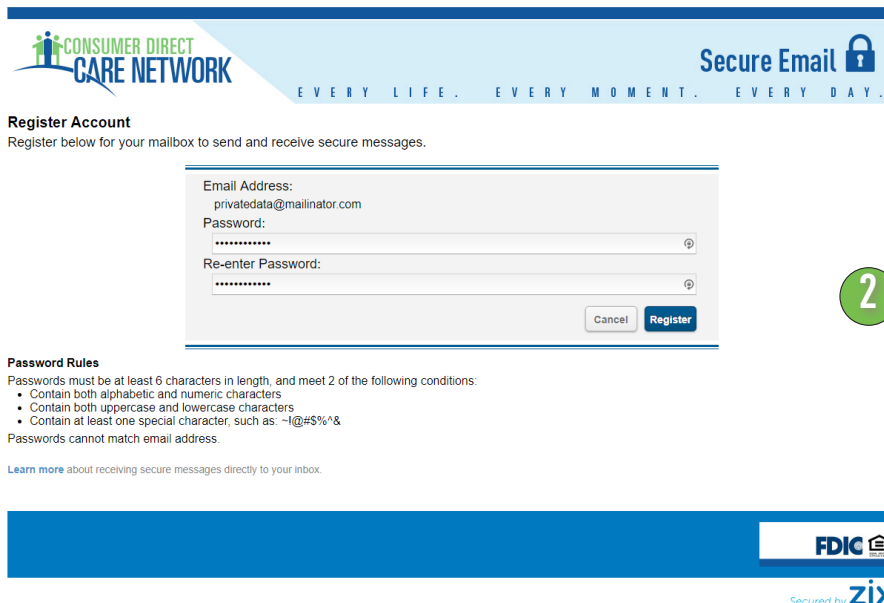 CONSUMER DIRECT
CARE NETWORK
Secure Email
EVERY LIFE. EVERY MOMENT. EVERY DAY.
Register Account
Register below for your mailbox to send and receive secure messages.
Email Address:
privatedata@mailinator.com
Password:
••••••••••••
Re-enter Password:
••••••••••••
2
Cancel Register
Password Rules
Passwords must be at least 6 characters in length, and meet 2 of the following conditions:
• Contain both alphabetic and numeric characters
• Contain both uppercase and lowercase characters
• Contain at least one special character, such as: ~!@#$%^&
Passwords cannot match email address.
Learn more about receiving secure messages directly to your inbox.
FDIC
Secured by zix